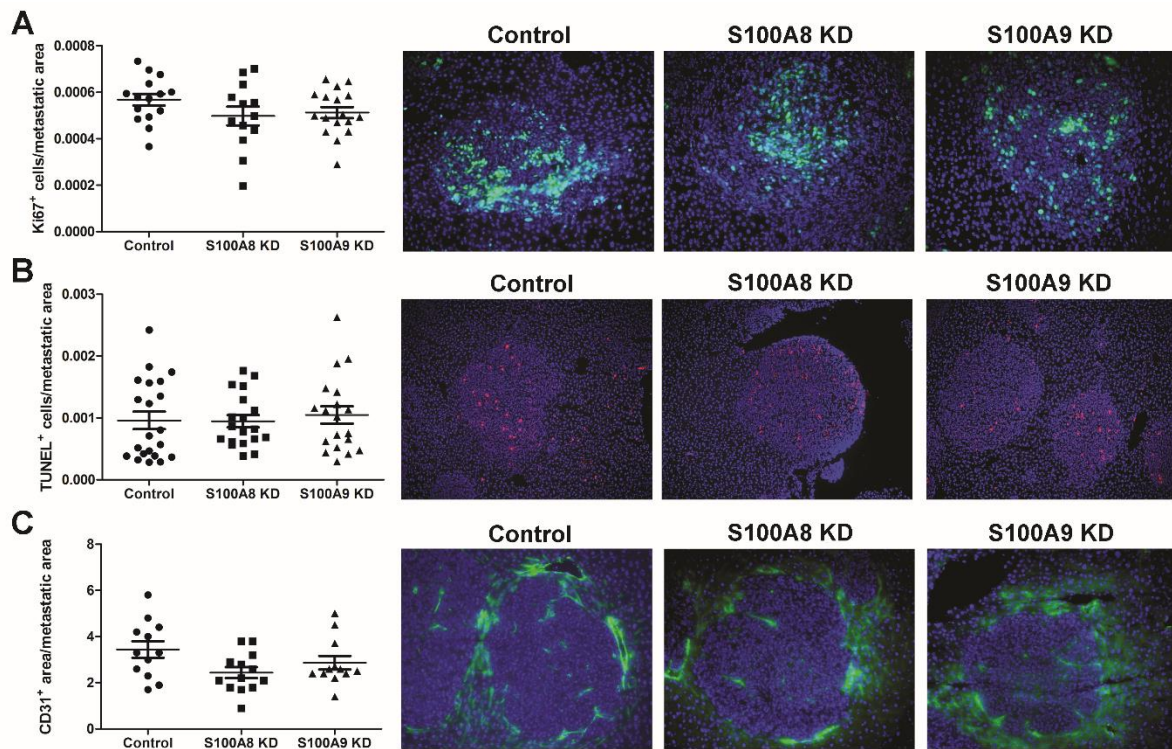 A
Control
S100A8 KD
S100A9 KD
Ki67+ cells/metastatic area
0.0008
0.0006
0.0004
0.0002
0.0000
Control
S100A8 KD
S100A9 KD
B
Control
S100A8 KD
S100A9 KD
TUNEL+ cells/metastatic area
0.003
0.002
0.001
0.000
Control
S100A8 KD
S100A9 KD
C
Control
S100A8 KD
S100A9 KD
CD31+ area/metastatic area
8
6
4
2
0
Control
S100A8 KD
S100A9 KD